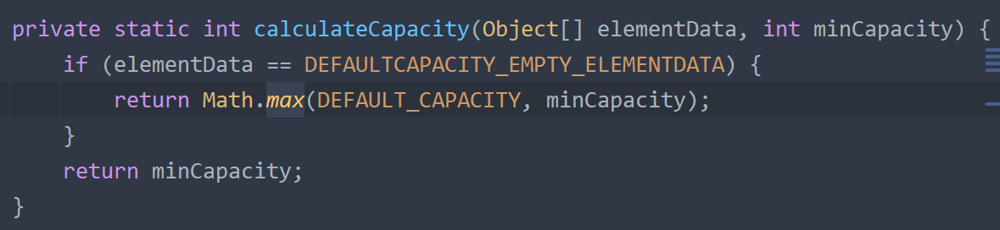 private static int calculateCapacity(Object[] elementData, int minCapacity) {
    if (elementData == DEFAULTCAPACITY_EMPTY_ELEMENTDATA) {
        return Math.max(DEFAULT_CAPACITY, minCapacity);
    }
    return minCapacity;
}